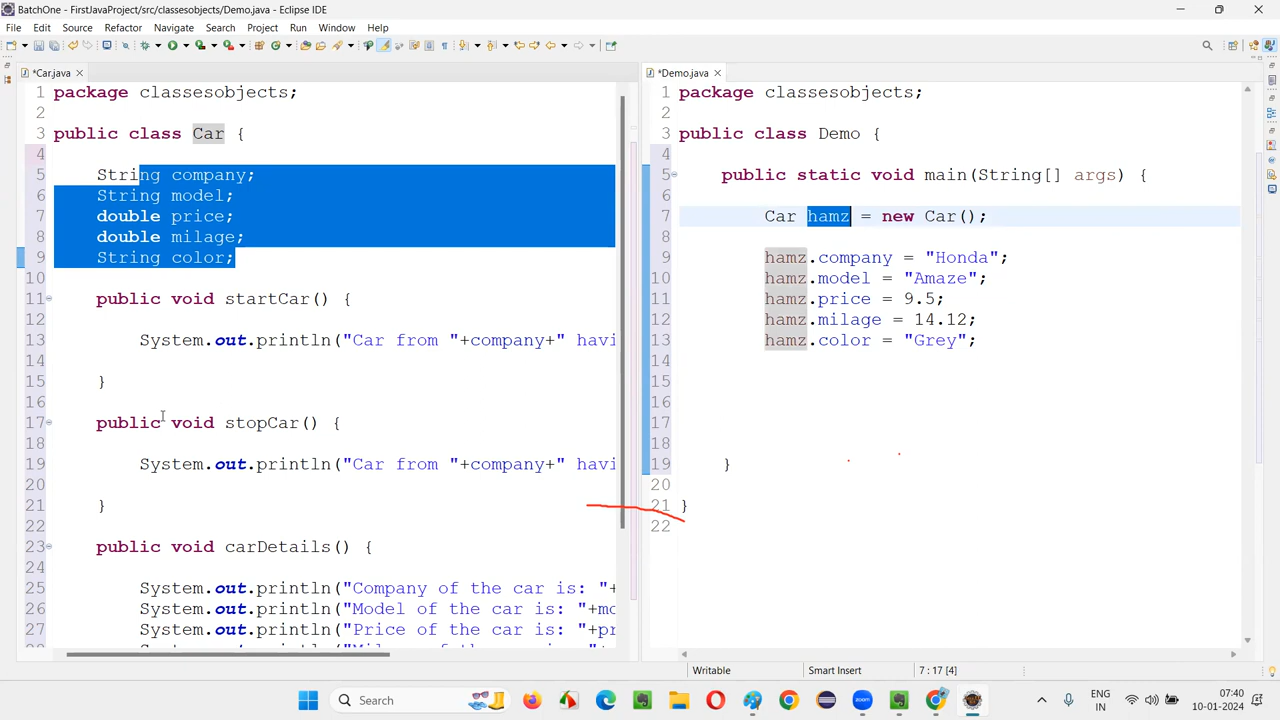 BatchOne - FirstJavaProject/src/classesobjects/Demo.java - Eclipse IDE
File Edit Source Refactor Navigate Search Project Run Window Help
*Car.java
1 package classesobjects;
2
3 public class Car {
4
5 String company;
6 String model;
7 double price;
8 double milage;
9 String color;
10
11 public void startCar() {
12
13 System.out.println("Car from "+company+" havi
14
15 }
16
17 public void stopCar() {
18
19 System.out.println("Car from "+company+" havi
20
21 }
22
23 public void carDetails() {
24
25 System.out.println("Company of the car is: "+
26 System.out.println("Model of the car is: "+mo
27 System.out.println("Price of the car is: "+pr
*Demo.java
1 package classesobjects;
2
3 public class Demo {
4
5 public static void main(String[] args) {
6
7 Car hamz = new Car();
8
9 hamz.company = "Honda";
10 hamz.model = "Amaze";
11 hamz.price = 9.5;
12 hamz.milage = 14.12;
13 hamz.color = "Grey";
14
15
16
17
18
19 }
20
21 }
22
Writable Smart Insert 7 : 17 [4]
Search
ENG
IN
07:40
10-01-2024